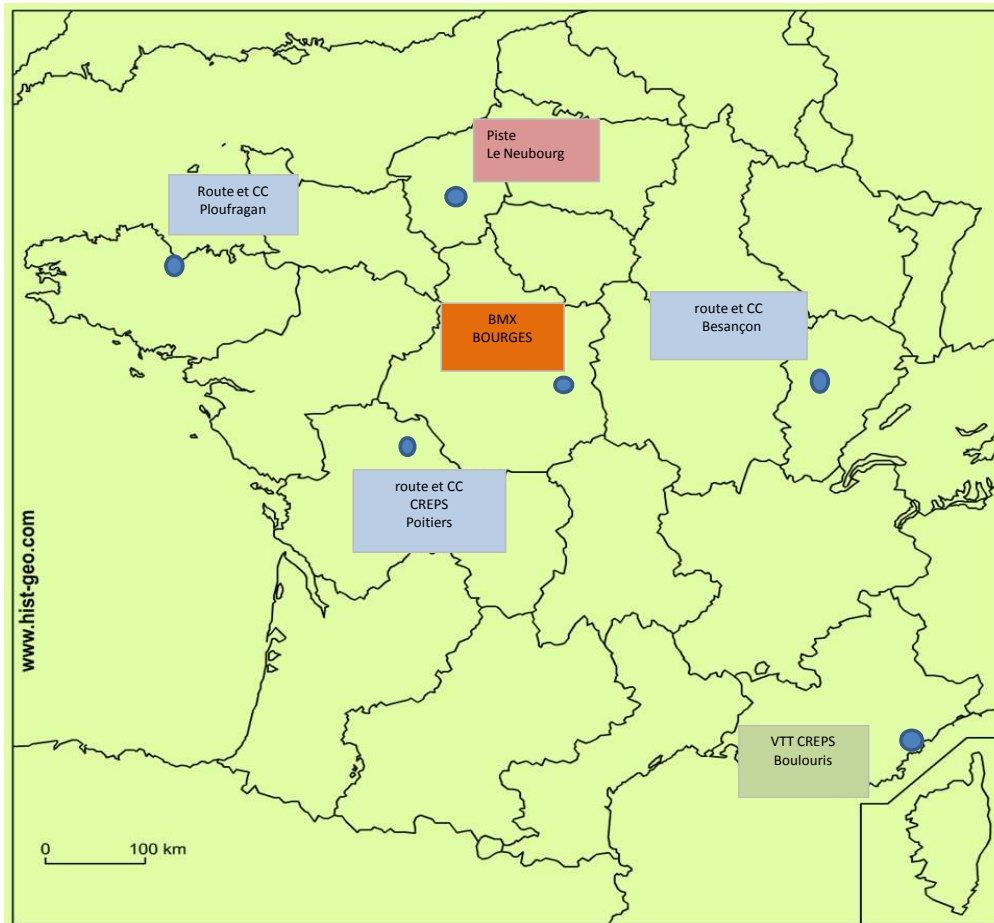 Piste
Le Neubourg
Route et CC
Ploufragan
BMX
BOURGES
route et CC
Besançon
route et CC
CREPS
Poitiers
VTT CREPS
Boulouris
www.hist-geo.com
0 100 km